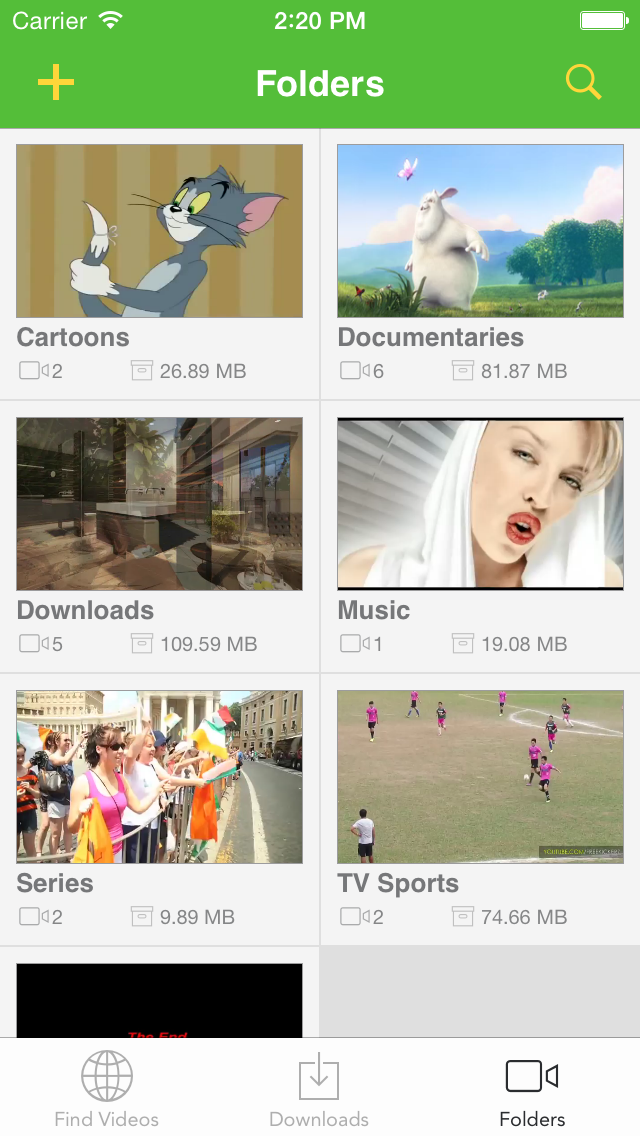 Carrier 2:20 PM
Folders
Cartoons Documentaries
2 26.89 MB 6 81.87 MB
Downloads Music
5 109.59 MB 1 19.08 MB
YOUTUBE.COM/
Series TV Sports
2 9.89 MB 2 74.66 MB
The End
Find Videos Downloads Folders